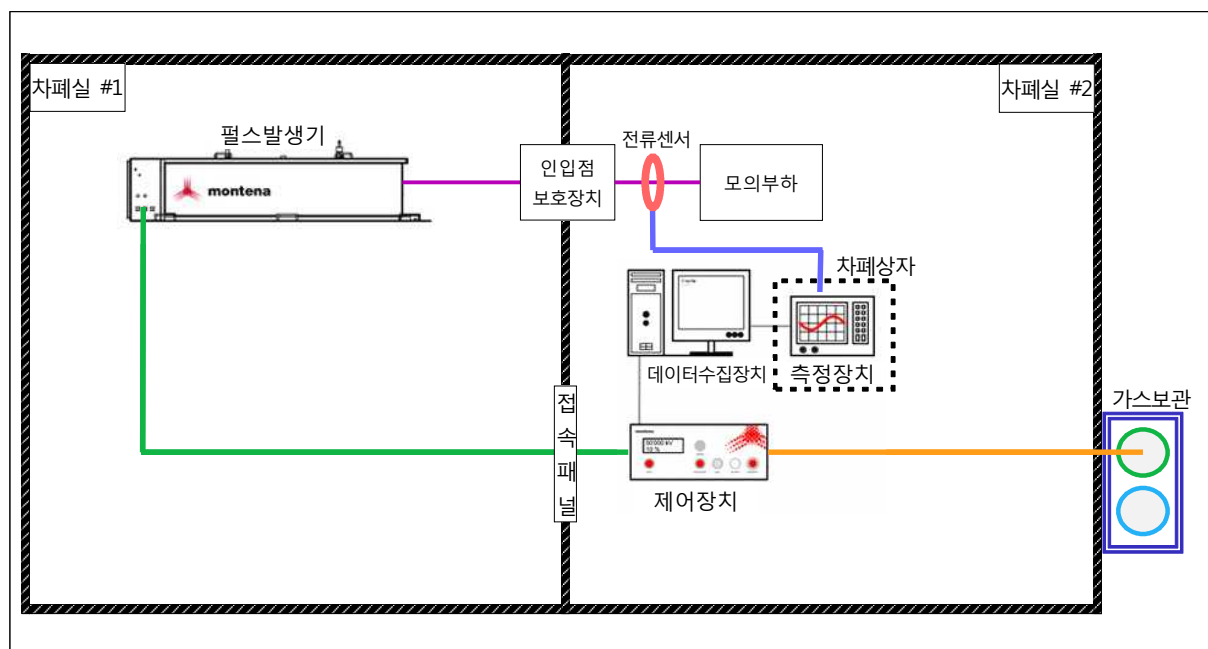 차폐실 #1
차폐실 #2
펄스발생기
montena
인입점
보호장치
전류센서
모의부하
차폐상자
데이터수집장치
측정장치
접
속
패
널
montena
제어장치
가스보관